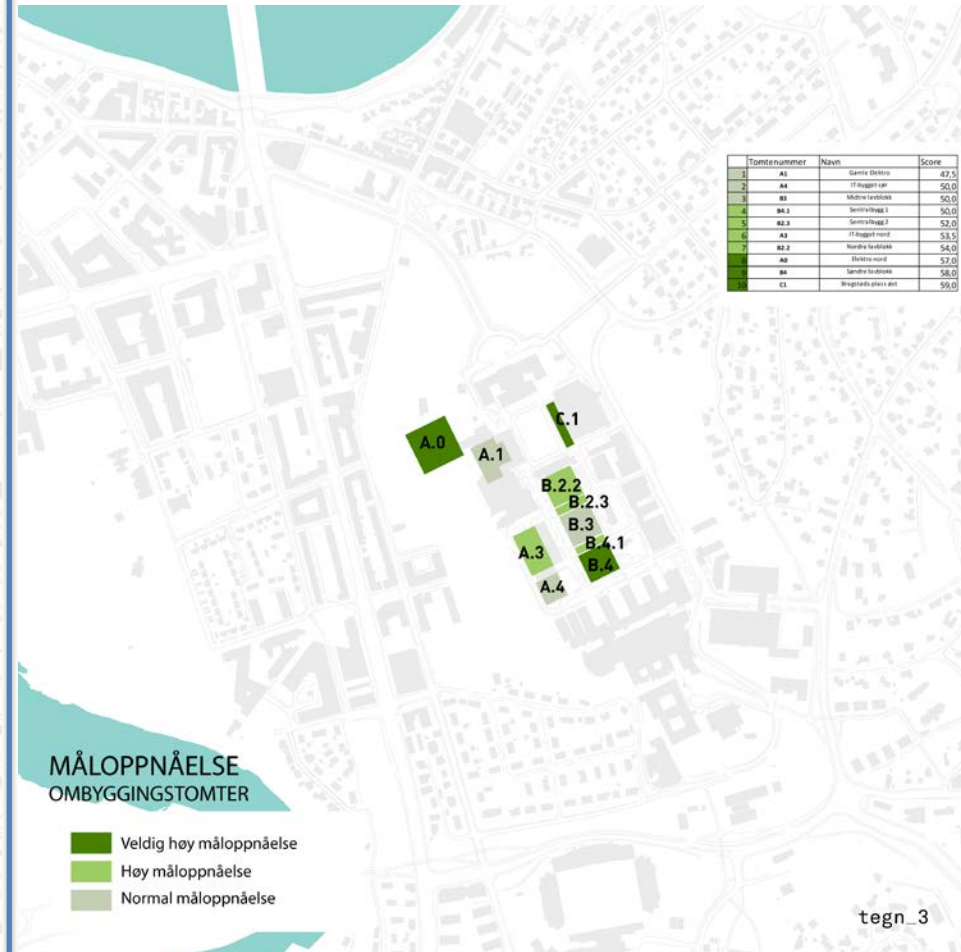 Tomtenummer Navn Score
1 A1 Gamle Elektro 47,5
2 A4 IT-bygget sør 50,0
3 B3 Midtre lavblokk 50,0
4 B4.1 Sentralbygg 1 50,0
5 B2.3 Sentralbygg 2 52,0
6 A3 IT-bygget nord 53,5
7 B2.2 Nordre lavblokk 54,0
8 A0 Elektro nord 57,0
9 B4 Søndre lavblokk 58,0
10 C1 Bragstads plass øst 59,0
C.1
A.0
A.1
B.2.2
B.2.3
B.3
B.4.1
A.3
B.4
A.4
MÅLOPPNÅELSE
OMBYGGINGSTOMTER
Veldig høy måloppnåelse
Høy måloppnåelse
Normal måloppnåelse
tegn_3